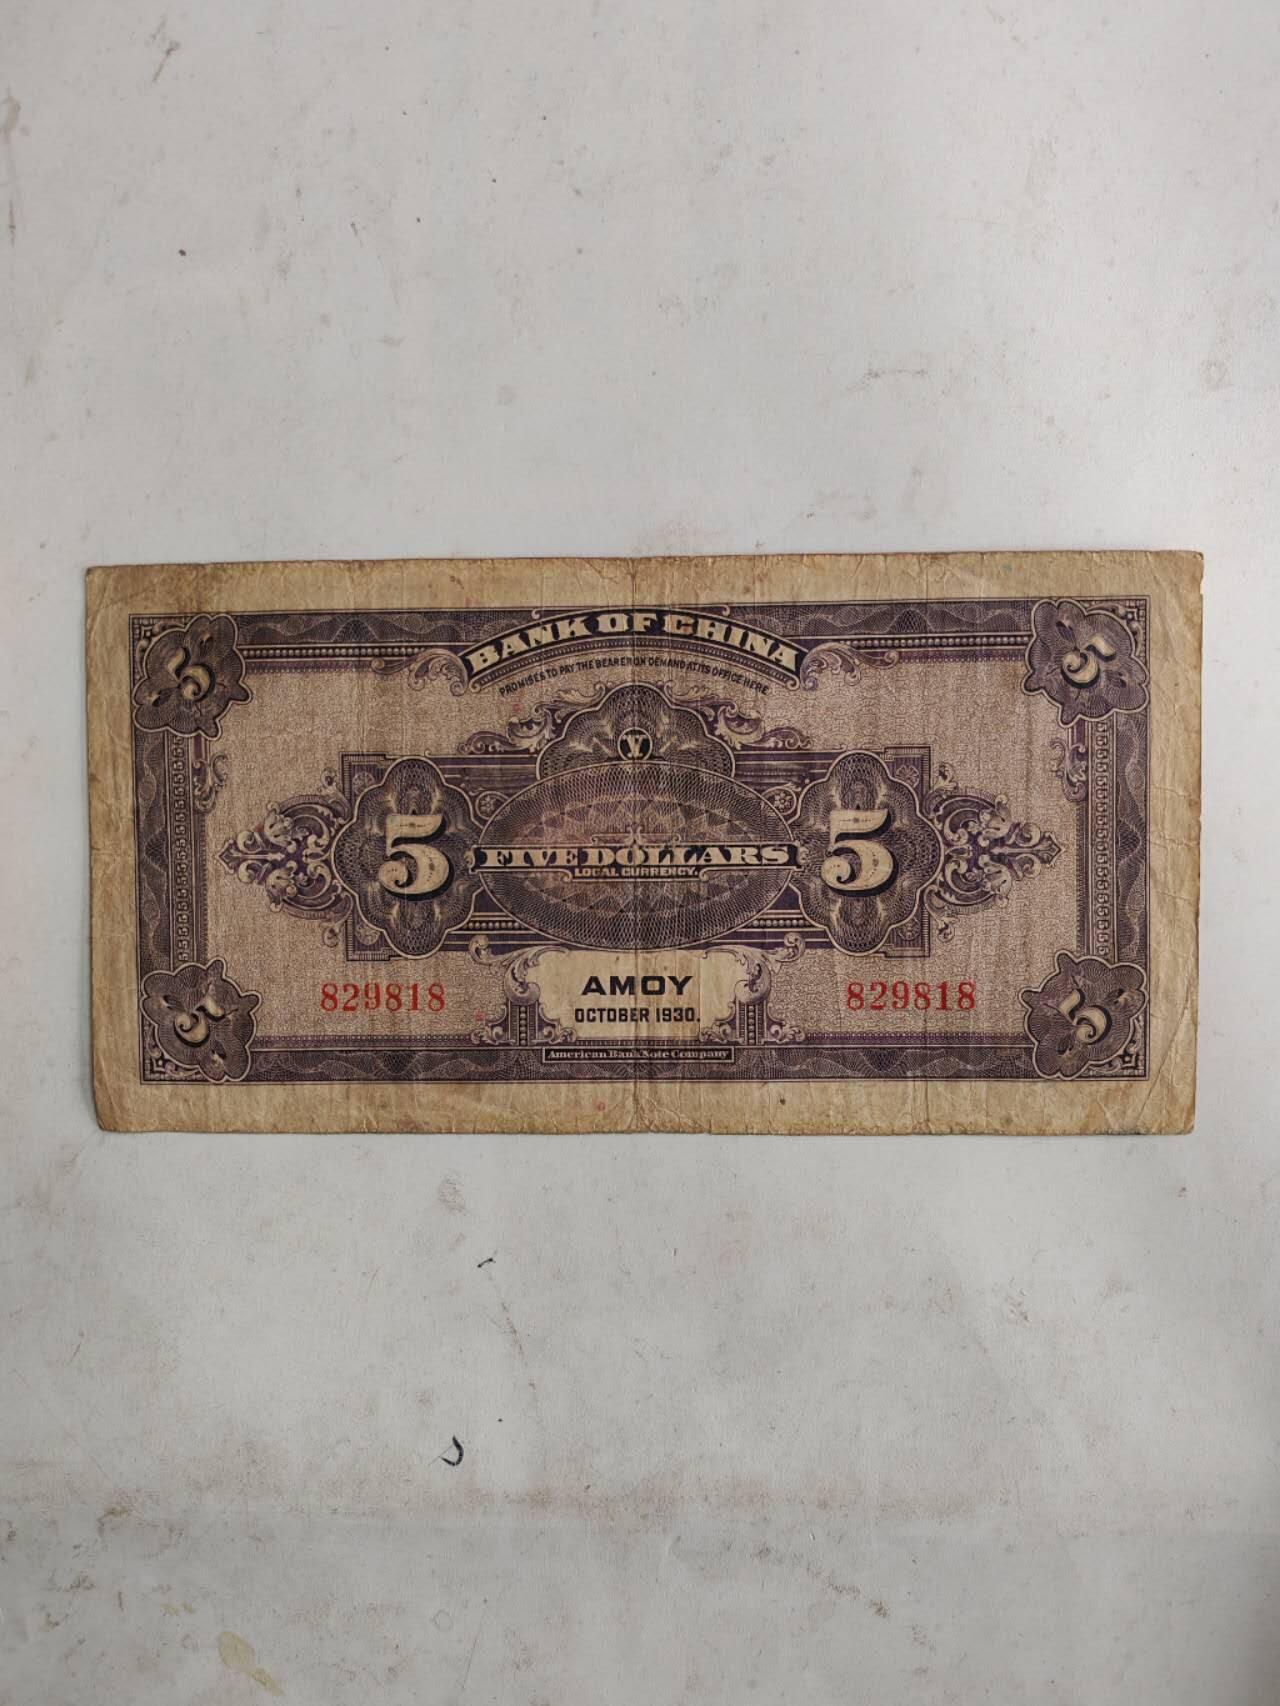 5 5
BANK OF CHINA
PROMISES TO PAY THE BEARER ON DEMAND AT ITS OFFICE HERE
V
5 FIVE DOLLARS 5
LOCAL CURRENCY.
829818 AMOY 829818
OCTOBER 1930.
5 5
American Bank Note Company